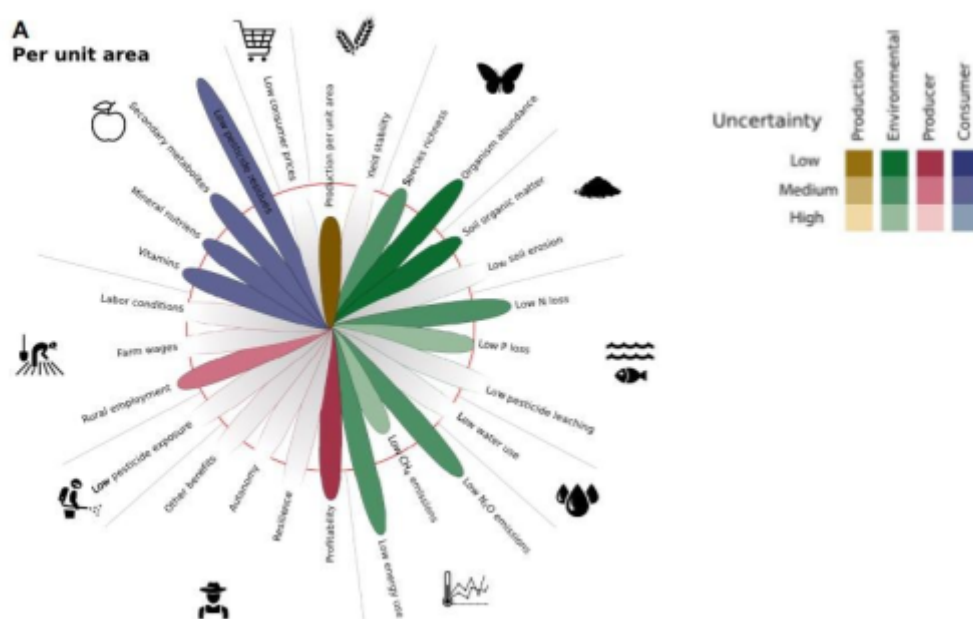 A
Per unit area
Low consumer prices
Production per unit area
Yield stability
Species richness
Organism abundance
Soil organic matter
Low soil erosion
Low N loss
Low P loss
Low pesticide leaching
Low water use
Low N₂O emissions
Low CH₄ emissions
Low energy use
Profitability
Resilience
Autonomy
Other benefits
Low pesticide exposure
Rural employment
Farm wages
Labor conditions
Vitamins
Mineral nutriens
Secondary metabolites
Low pesticide residues
Uncertainty
Production
Environmental
Producer
Consumer
Low
Medium
High